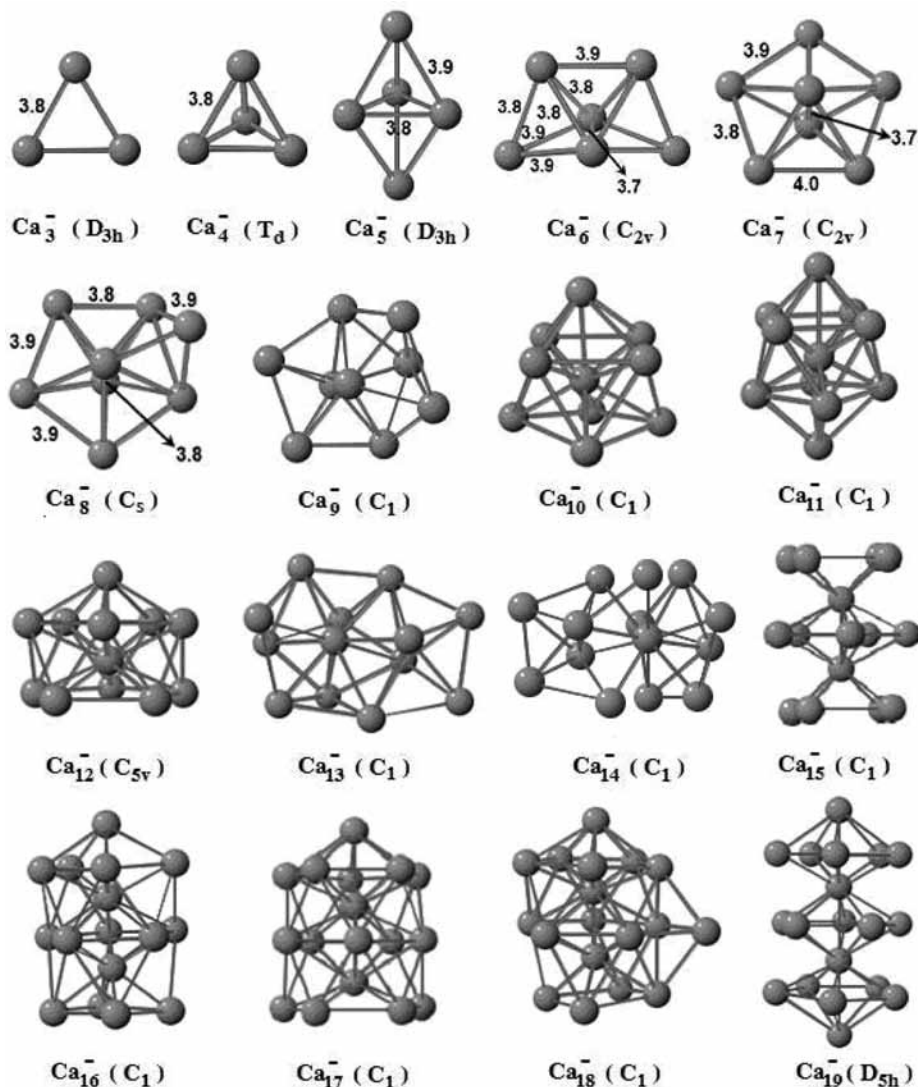 3.8 3.8 3.9 3.8 3.9 3.8 3.8 3.8 3.9 3.9 3.7 3.9 3.8 3.7 4.0
Ca₃⁻ (D₃h) Ca₄⁻ (Td) Ca₅⁻ (D₃h) Ca₆⁻ (C₂v) Ca₇⁻ (C₂v)
3.8 3.9 3.9 3.9 3.8
Ca₈⁻ (Cs) Ca₉⁻ (C₁) Ca₁₀⁻ (C₁) Ca₁₁⁻ (C₁)
Ca₁₂⁻ (C₅v) Ca₁₃⁻ (C₁) Ca₁₄⁻ (C₁) Ca₁₅⁻ (C₁)
Ca₁₆⁻ (C₁) Ca₁₇⁻ (C₁) Ca₁₈⁻ (C₁) Ca₁₉⁻ (D₅h)